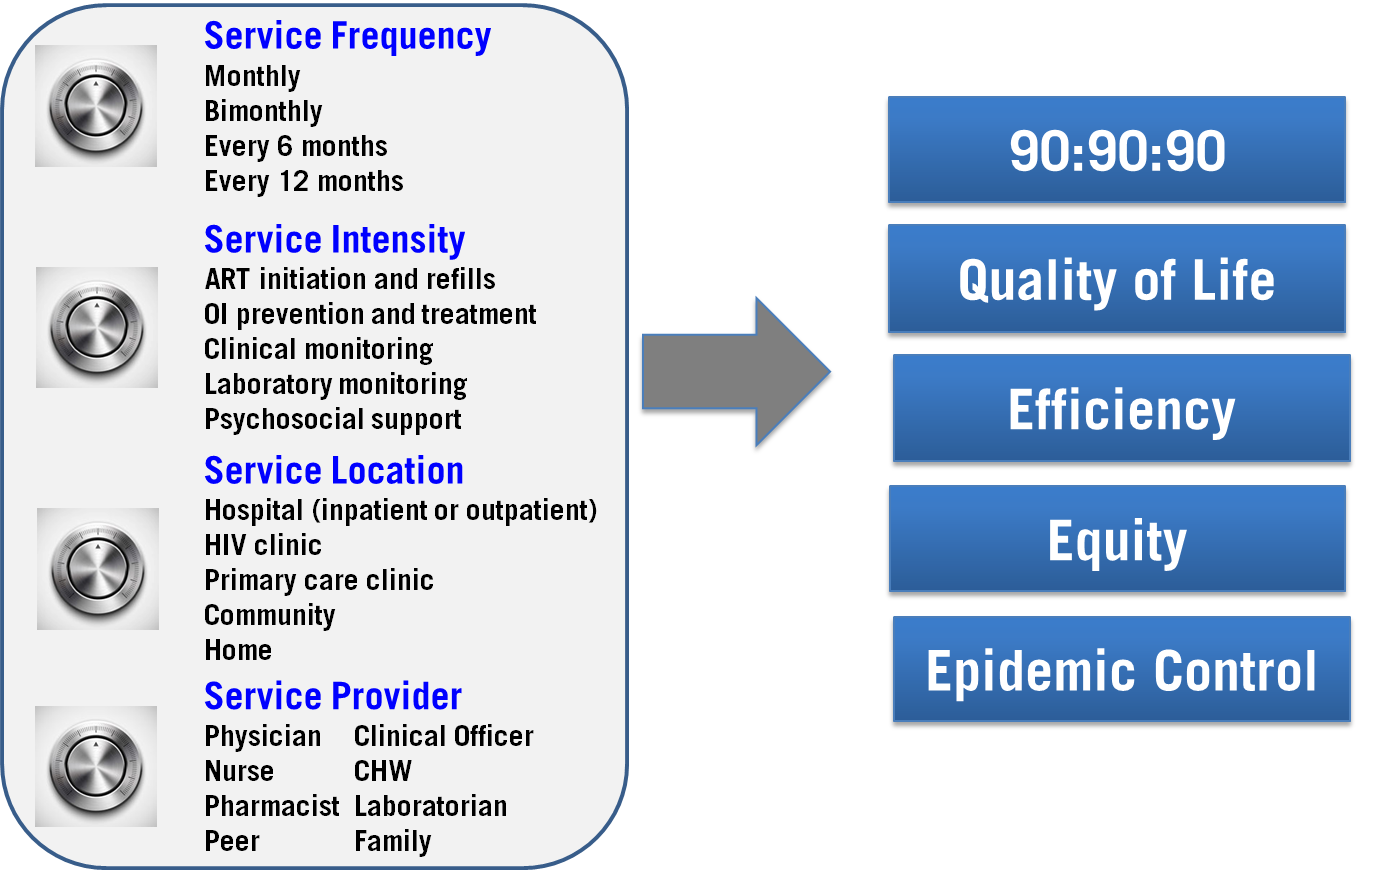 Service Frequency
Monthly
Bimonthly
Every 6 months
Every 12 months
Service Intensity
ART initiation and refills
OI prevention and treatment
Clinical monitoring
Laboratory monitoring
Psychosocial support
Service Location
Hospital (inpatient or outpatient)
HIV clinic
Primary care clinic
Community
Home
Service Provider
Physician Clinical Officer
Nurse CHW
Pharmacist Laboratorian
Peer Family
90:90:90
Quality of Life
Efficiency
Equity
Epidemic Control